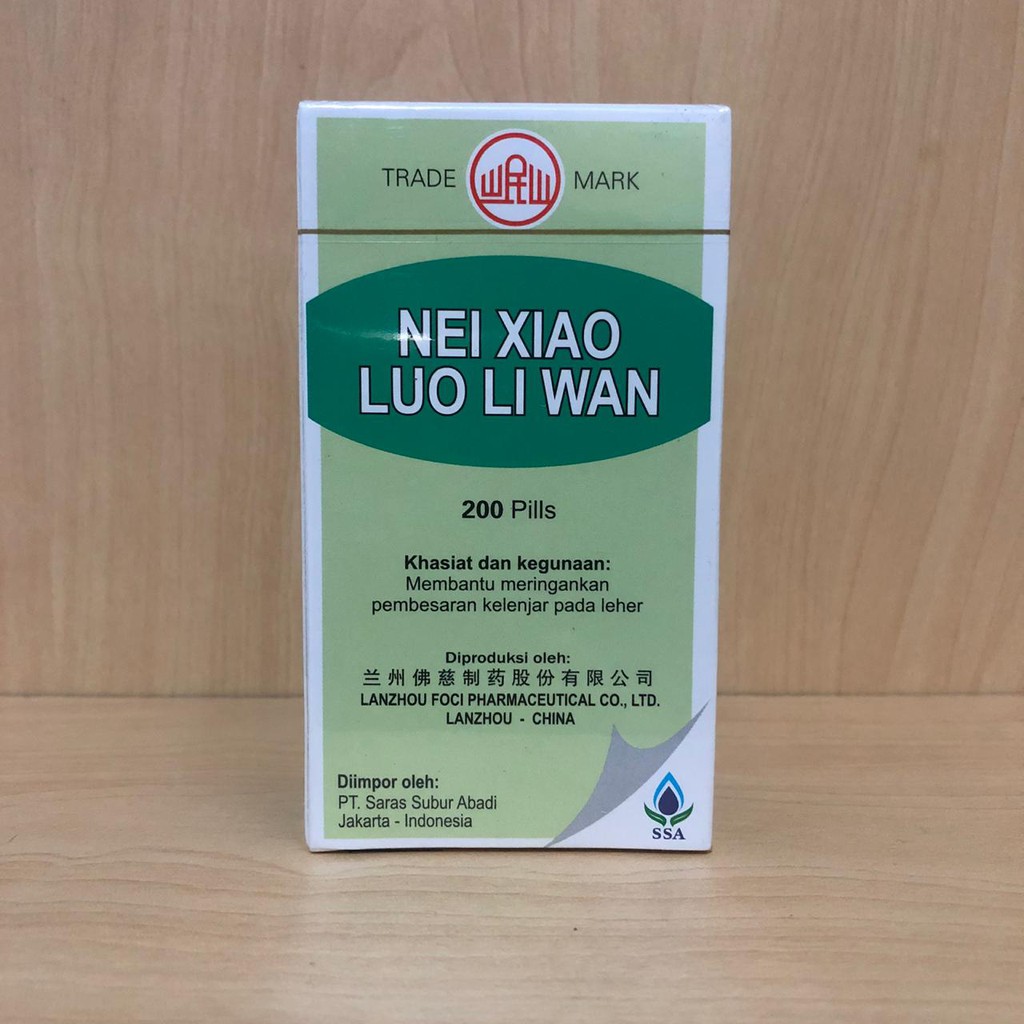 TRADE MARK
NEI XIAO
LUO LI WAN
200 Pills
Khasiat dan kegunaan:
Membantu meringankan
pembesaran kelenjar pada leher
Diproduksi oleh:
兰州佛慈制药股份有限公司
LANZHOU FOCI PHARMACEUTICAL CO., LTD.
LANZHOU - CHINA
Diimpor oleh:
PT. Saras Subur Abadi
Jakarta - Indonesia
SSA